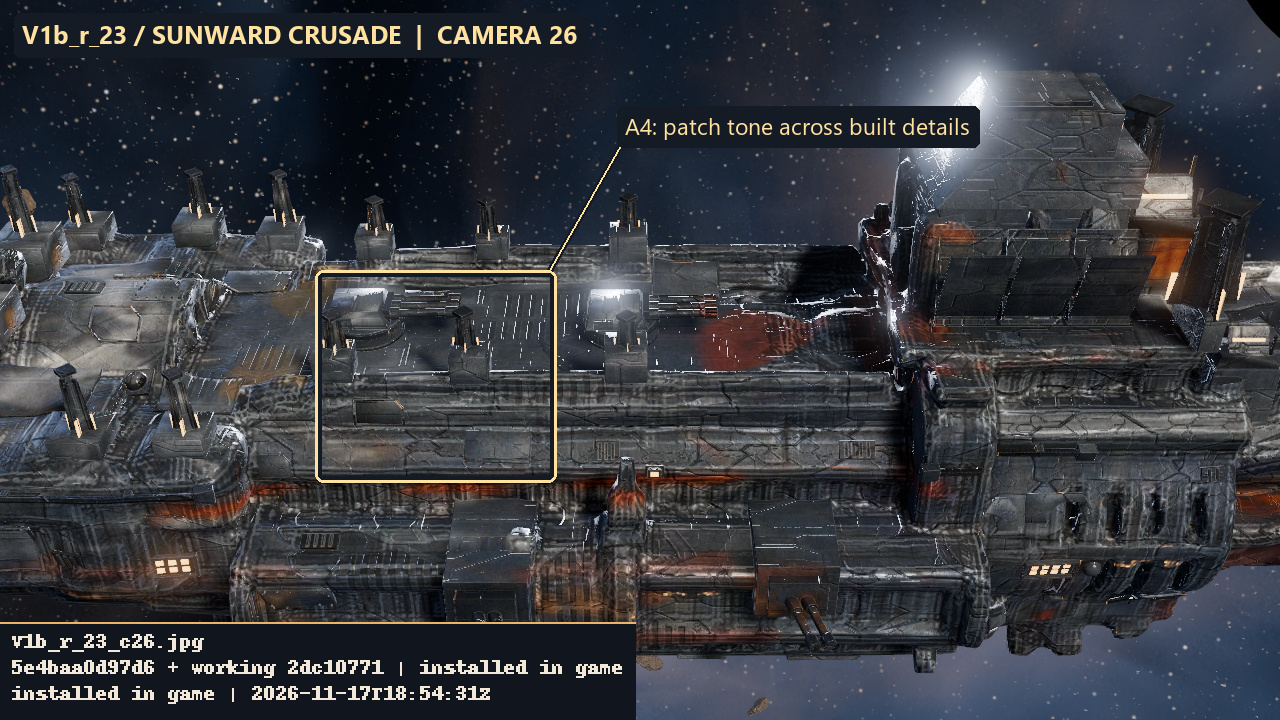 V1b_r_23 / SUNWARD CRUSADE | CAMERA 26
A4: patch tone across built details
V1b_r_23_c26.jpg
5e4baa0d97d6 + working 2dc10771 | installed in game
installed in game | 2026-11-17T18:54:31Z